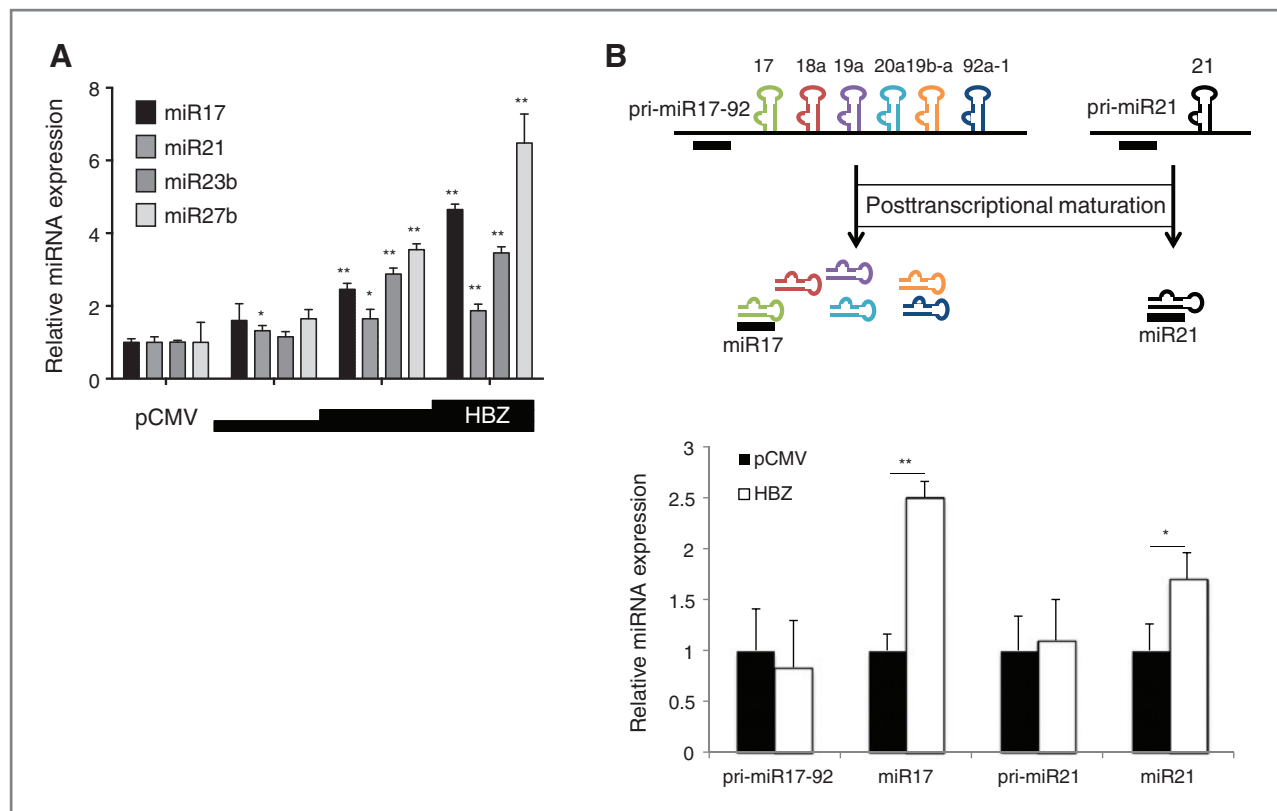 A
Relative miRNA expression
8
6
4
2
0
miR17
miR21
miR23b
miR27b
**
**
**
*
**
**
**
*
**
pCMV
HBZ
B
17
18a
19a
20a19b-a
92a-1
21
pri-miR17-92
pri-miR21
Posttranscriptional maturation
miR17
miR21
Relative miRNA expression
3
2.5
2
1.5
1
0.5
0
pCMV
HBZ
**
*
pri-miR17-92
miR17
pri-miR21
miR21